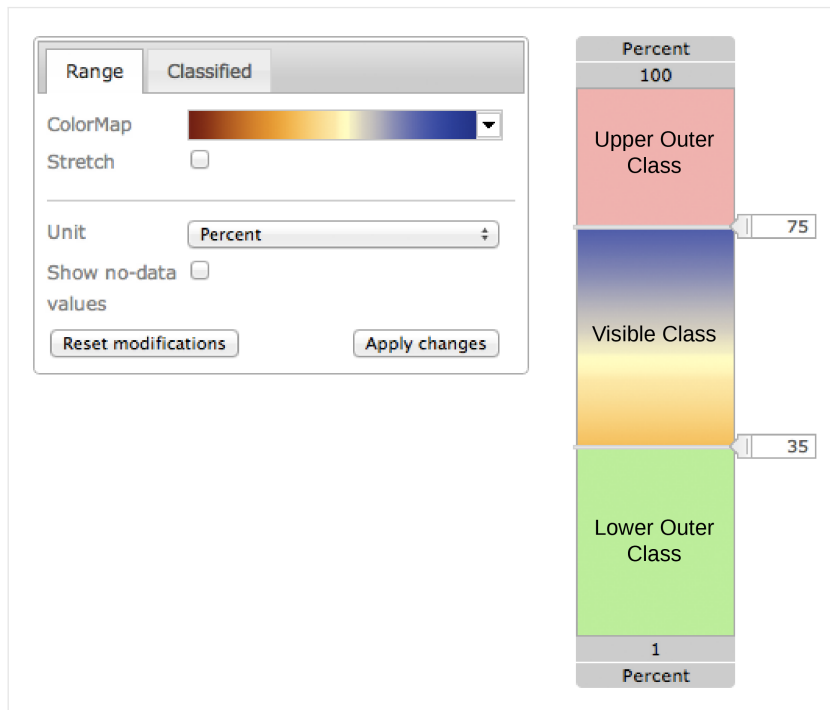 Range
Classified
ColorMap
Stretch
Unit
Percent
Show no-data
values
Reset modifications
Apply changes
Percent
100
Upper Outer
Class
75
Visible Class
35
Lower Outer
Class
1
Percent